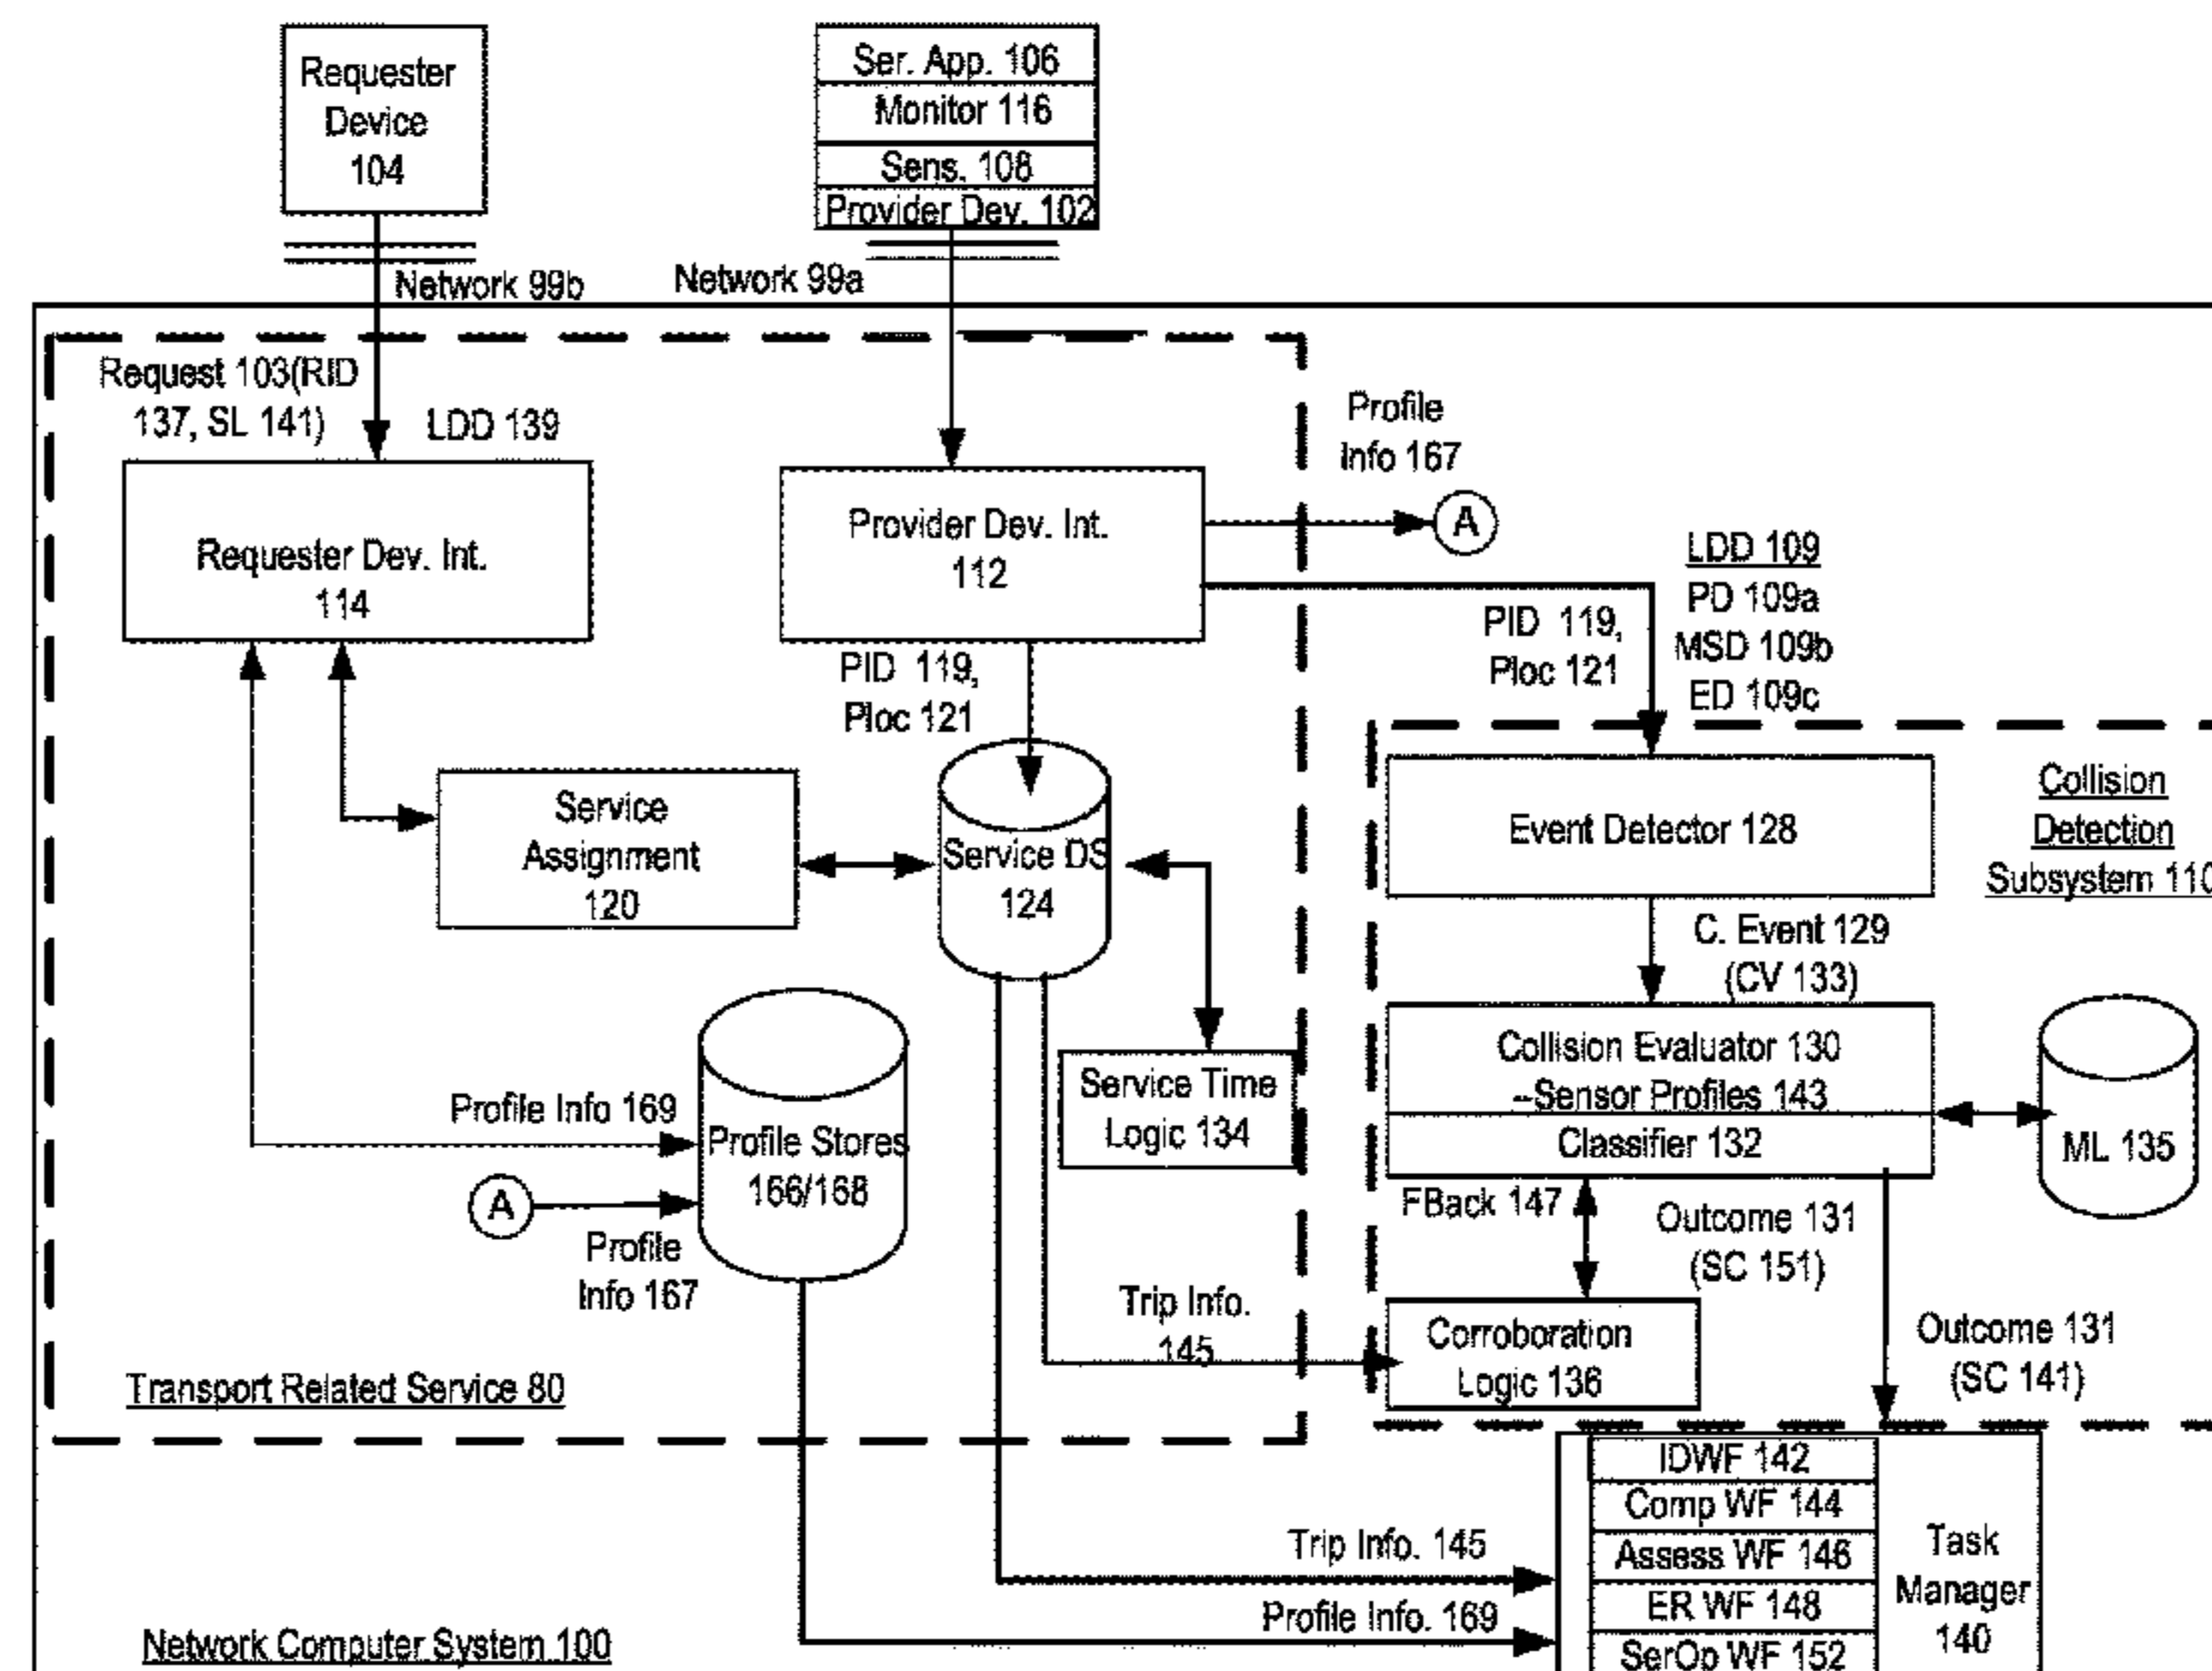 Requester
Device
104
Ser. App. 106
Monitor 116
Sens. 108
Provider Dev. 102
Network 99b
Network 99a
Request 103(RID
137, SL 141)
LDD 139
Requester Dev. Int.
114
Provider Dev. Int.
112
Profile
Info 167
A
LDD 109
PD 109a
MSD 109b
ED 109c
PID 119,
Ploc 121
PID 119,
Ploc 121
Service
Assignment
120
Service DS
124
Event Detector 128
Collision
Detection
Subsystem 110
C. Event 129
(CV 133)
Collision Evaluator 130
–Sensor Profiles 143
Classifier 132
ML 135
Service Time
Logic 134
Profile Info 169
Profile Stores
166/168
A
Profile
Info 167
FBack 147
Outcome 131
(SC 151)
Trip Info.
145
Corroboration
Logic 136
Outcome 131
(SC 141)
Transport Related Service 80
IDWF 142
Comp WF 144
Assess WF 146
ER WF 148
SerOp WF 152
Task
Manager
140
Trip Info. 145
Profile Info. 169
Network Computer System 100